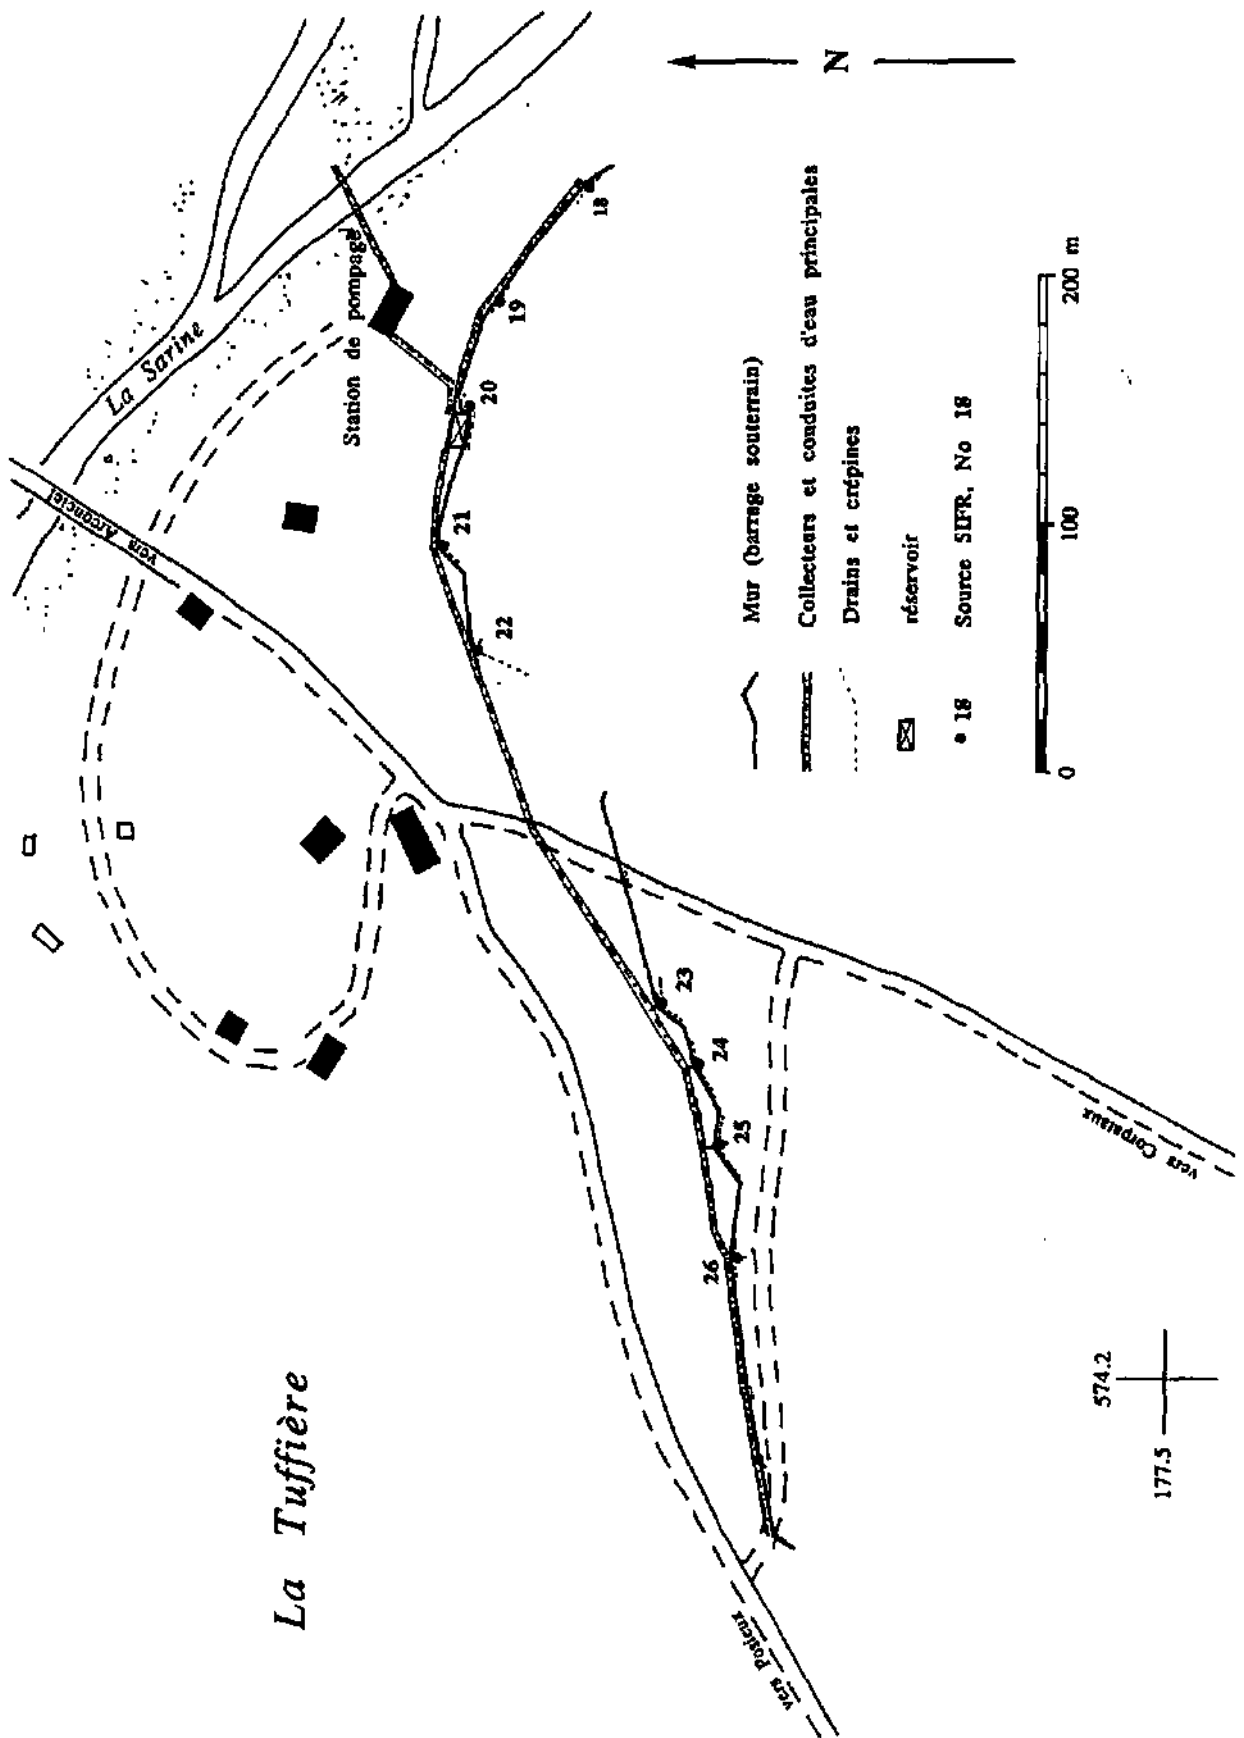 La Tuffière
La Sarine
vers Arconciel
Station de pompage
18
19
20
21
22
23
24
25
26
vers Posieux
vers Corpataux
N
Mur (barrage souterrain)
Collecteurs et conduites d'eau principales
Drains et crépines
réservoir
18 Source SIFR, No 18
0 100 200 m
574.2
177.5